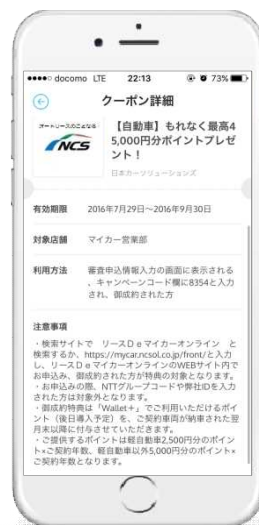 docomo LTE 22:13 73%
クーポン詳細
オートリースのことなら!
NCS
【自動車】もれなく最高4
5,000円分ポイントプレゼ
ント!
日本カーソリューションズ
有効期限 2016年7月29日〜2016年9月30日
対象店舗 マイカー営業部
利用方法 審査申込情報入力の画面に表示される
、キャンペーンコード欄に8354と入力
され、御成約された方
注意事項
・検索サイトで リースDeマイカーオンライン と
検索するか、https://mycar.ncsol.co.jp/front/と入力
し、リースDeマイカーオンラインのWEBサイト内で
お申込み、御成約された方が特典の対象となります。
・お申込みの際、NTTグループコードや弊社IDを入力
された方は対象外となります。
・御成約特典は「Wallet+」でご利用いただけるポイ
ント（後日導入予定）を、ご契約車両が納車された翌
月末以降に付与させていただきます。
・ご提供するポイントは軽自動車2,500円分のポイン
ト×ご契約年数、軽自動車以外5,000円分のポイント×
ご契約年数となります。